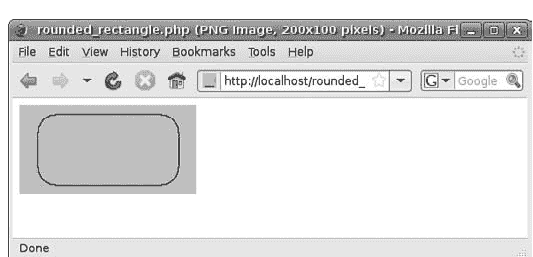 rounded_rectangle.php (PNG Image, 200x100 pixels) - Mozilla Fi
File Edit View History Bookmarks Tools Help
http://localhost/rounded_ G Google
Done